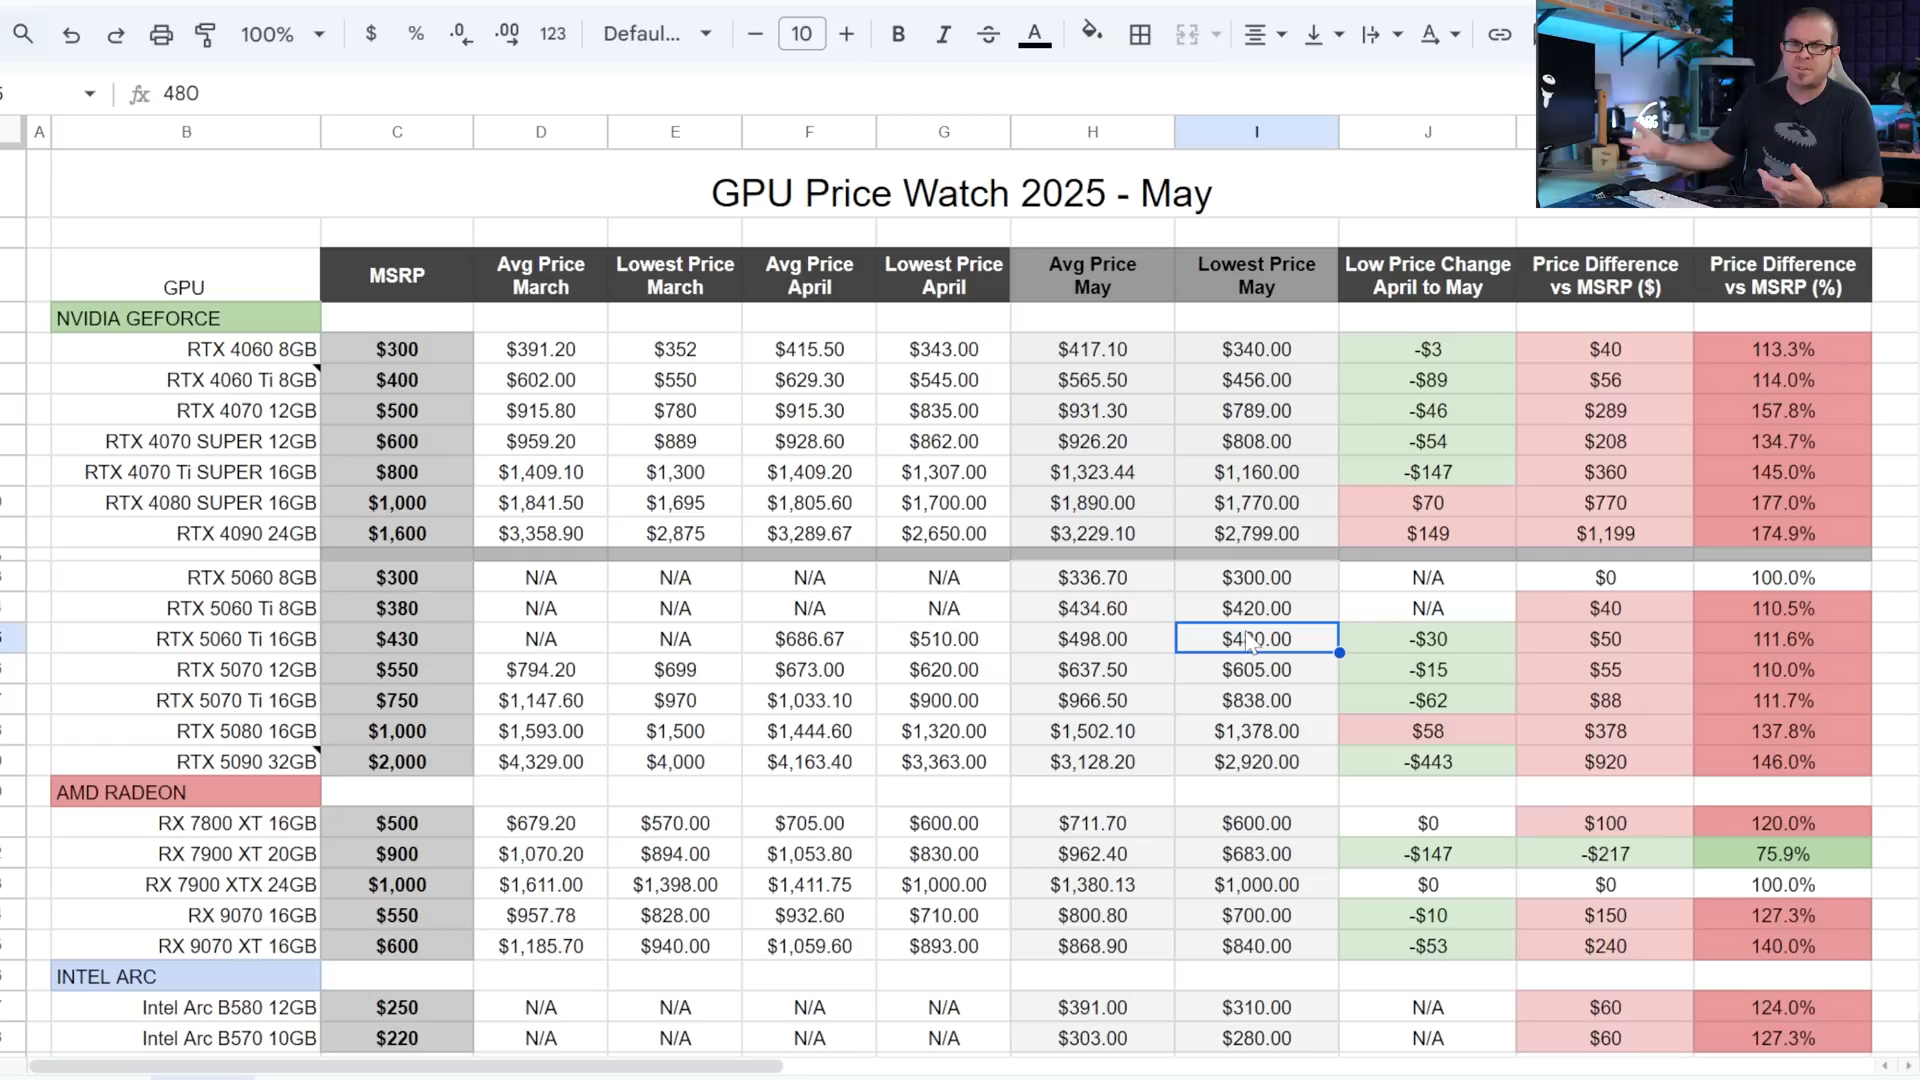 100% $ % .0 .00 123 Defaul... 10 B I S A A
fx 480
A B C D E F G H I J
GPU Price Watch 2025 - May
GPU MSRP Avg Price March Lowest Price March Avg Price April Lowest Price April Avg Price May Lowest Price May Low Price Change April to May Price Difference vs MSRP ($) Price Difference vs MSRP (%)
NVIDIA GEFORCE
RTX 4060 8GB $300 $391.20 $352 $415.50 $343.00 $417.10 $340.00 -$3 $40 113.3%
RTX 4060 Ti 8GB $400 $602.00 $550 $629.30 $545.00 $565.50 $456.00 -$89 $56 114.0%
RTX 4070 12GB $500 $915.80 $780 $915.30 $835.00 $931.30 $789.00 -$46 $289 157.8%
RTX 4070 SUPER 12GB $600 $959.20 $889 $928.60 $862.00 $926.20 $808.00 -$54 $208 134.7%
RTX 4070 Ti SUPER 16GB $800 $1,409.10 $1,300 $1,409.20 $1,307.00 $1,323.44 $1,160.00 -$147 $360 145.0%
RTX 4080 SUPER 16GB $1,000 $1,841.50 $1,695 $1,805.60 $1,700.00 $1,890.00 $1,770.00 $70 $770 177.0%
RTX 4090 24GB $1,600 $3,358.90 $2,875 $3,289.67 $2,650.00 $3,229.10 $2,799.00 $149 $1,199 174.9%
RTX 5060 8GB $300 N/A N/A N/A N/A $336.70 $300.00 N/A $0 100.0%
RTX 5060 Ti 8GB $380 N/A N/A N/A N/A $434.60 $420.00 N/A $40 110.5%
RTX 5060 Ti 16GB $430 N/A N/A $686.67 $510.00 $498.00 $480.00 -$30 $50 111.6%
RTX 5070 12GB $550 $794.20 $699 $673.00 $620.00 $637.50 $605.00 -$15 $55 110.0%
RTX 5070 Ti 16GB $750 $1,147.60 $970 $1,033.10 $900.00 $966.50 $838.00 -$62 $88 111.7%
RTX 5080 16GB $1,000 $1,593.00 $1,500 $1,444.60 $1,320.00 $1,502.10 $1,378.00 $58 $378 137.8%
RTX 5090 32GB $2,000 $4,329.00 $4,000 $4,163.40 $3,363.00 $3,128.20 $2,920.00 -$443 $920 146.0%
AMD RADEON
RX 7800 XT 16GB $500 $679.20 $570.00 $705.00 $600.00 $711.70 $600.00 $0 $100 120.0%
RX 7900 XT 20GB $900 $1,070.20 $894.00 $1,053.80 $830.00 $962.40 $683.00 -$147 -$217 75.9%
RX 7900 XTX 24GB $1,000 $1,611.00 $1,398.00 $1,411.75 $1,000.00 $1,380.13 $1,000.00 $0 $0 100.0%
RX 9070 16GB $550 $957.78 $828.00 $932.60 $710.00 $800.80 $700.00 -$10 $150 127.3%
RX 9070 XT 16GB $600 $1,185.70 $940.00 $1,059.60 $893.00 $868.90 $840.00 -$53 $240 140.0%
INTEL ARC
Intel Arc B580 12GB $250 N/A N/A N/A N/A $391.00 $310.00 N/A $60 124.0%
Intel Arc B570 10GB $220 N/A N/A N/A N/A $303.00 $280.00 N/A $60 127.3%